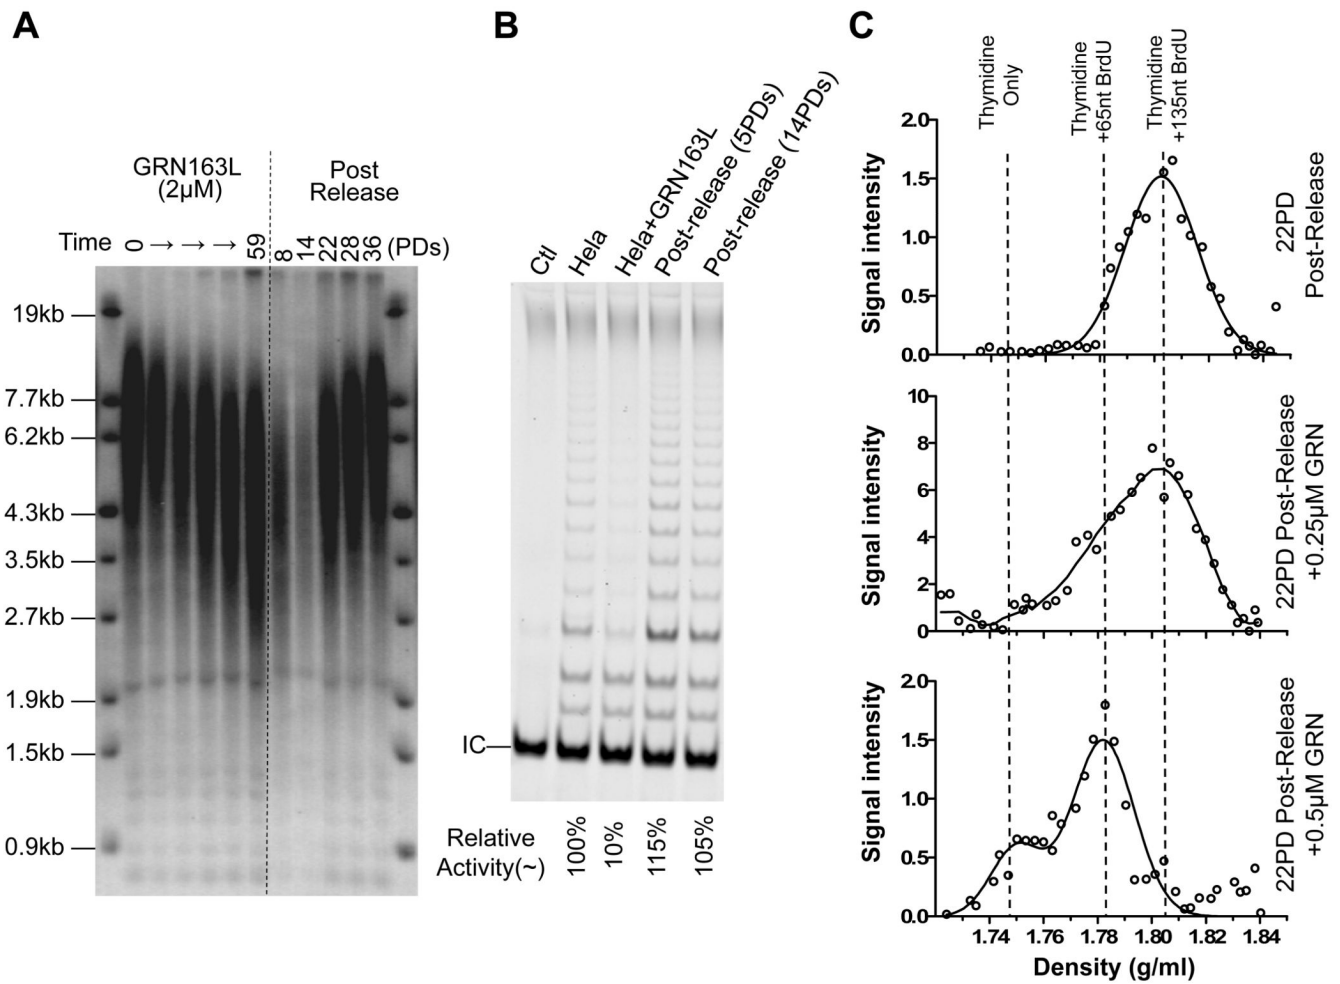 A
GRN163L
(2µM)
Post
Release
Time 0 → → → 59 8 14 22 28 36 (PDs)
19kb
7.7kb
6.2kb
4.3kb
3.5kb
2.7kb
1.9kb
1.5kb
0.9kb
B
Ctl
Hela
Hela+GRN163L
Post-release (5PDs)
Post-release (14PDs)
IC
Relative
Activity(~)
100%
10%
115%
105%
C
Thymidine
Only
Thymidine
+65nt BrdU
Thymidine
+135nt BrdU
Signal intensity
2.0
1.5
1.0
0.5
0.0
22PD
Post-Release
Signal intensity
10
8
6
4
2
0
22PD Post-Release
+0.25µM GRN
Signal intensity
2.0
1.5
1.0
0.5
0.0
22PD Post-Release
+0.5µM GRN
1.74 1.76 1.78 1.80 1.82 1.84
Density (g/ml)